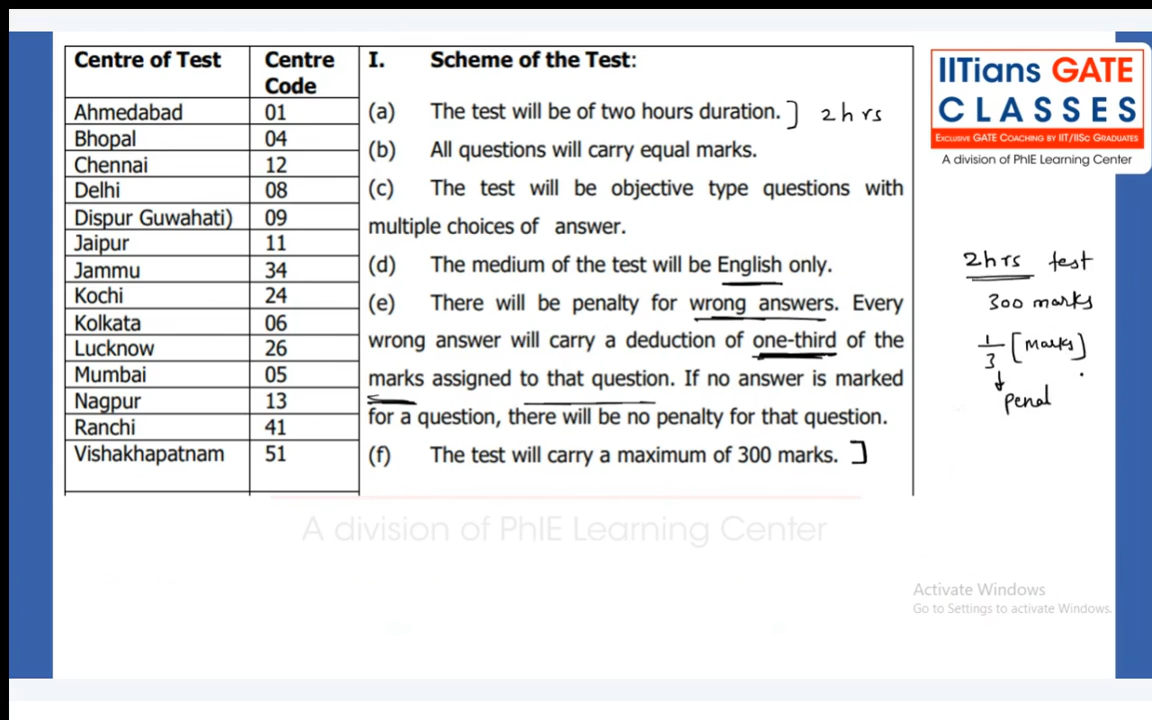 Centre of Test Centre Code
Ahmedabad 01
Bhopal 04
Chennai 12
Delhi 08
Dispur Guwahati) 09
Jaipur 11
Jammu 34
Kochi 24
Kolkata 06
Lucknow 26
Mumbai 05
Nagpur 13
Ranchi 41
Vishakhapatnam 51
I. Scheme of the Test:
(a) The test will be of two hours duration. ] 2 hrs
(b) All questions will carry equal marks.
(c) The test will be objective type questions with
multiple choices of answer.
(d) The medium of the test will be English only.
(e) There will be penalty for wrong answers. Every
wrong answer will carry a deduction of one-third of the
marks assigned to that question. If no answer is marked
for a question, there will be no penalty for that question.
(f) The test will carry a maximum of 300 marks. ]
IITians GATE
CLASSES
EXCLUSIVE GATE COACHING BY IIT/IISc GRADUATES
A division of PhIE Learning Center
2hrs test
300 marks
1/3 [marks]
penal
A division of PhIE Learning Center
Activate Windows
Go to Settings to activate Windows.